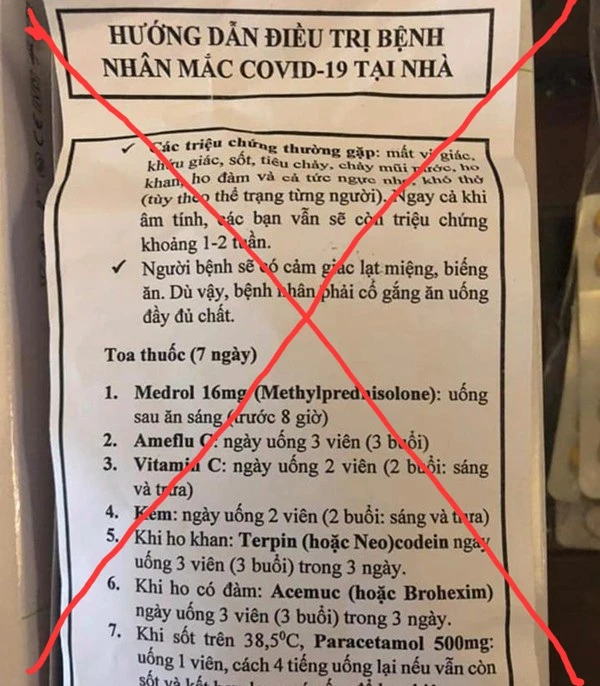 HƯỚNG DẪN ĐIỀU TRỊ BỆNH
NHÂN MẮC COVID-19 TẠI NHÀ
✓ Các triệu chứng thường gặp: mất vị giác,
khứu giác, sốt, tiêu chảy, chảy mũi nước, ho
khan, ho đàm và cả tức ngực nhẹ, khó thở
(tùy theo thể trạng từng người). Ngay cả khi
âm tính, các bạn vẫn sẽ còn triệu chứng
khoảng 1-2 tuần.
✓ Người bệnh sẽ có cảm giác lạt miệng, biếng
ăn. Dù vậy, bệnh nhân phải cố gắng ăn uống
đầy đủ chất.
Toa thuốc (7 ngày)
1. Medrol 16mg (Methylprednisolone): uống
sau ăn sáng (trước 8 giờ)
2. Ameflu C: ngày uống 3 viên (3 buổi)
3. Vitamin C: ngày uống 2 viên (2 buổi: sáng
và trưa)
4. Kẽm: ngày uống 2 viên (2 buổi: sáng và trưa)
5. Khi ho khan: Terpin (hoặc Neo)codein ngày
uống 3 viên (3 buổi) trong 3 ngày.
6. Khi ho có đàm: Acemuc (hoặc Brohexim)
ngày uống 3 viên (3 buổi) trong 3 ngày.
7. Khi sốt trên 38,5⁰C, Paracetamol 500mg:
uống 1 viên, cách 4 tiếng uống lại nếu vẫn còn
sốt và